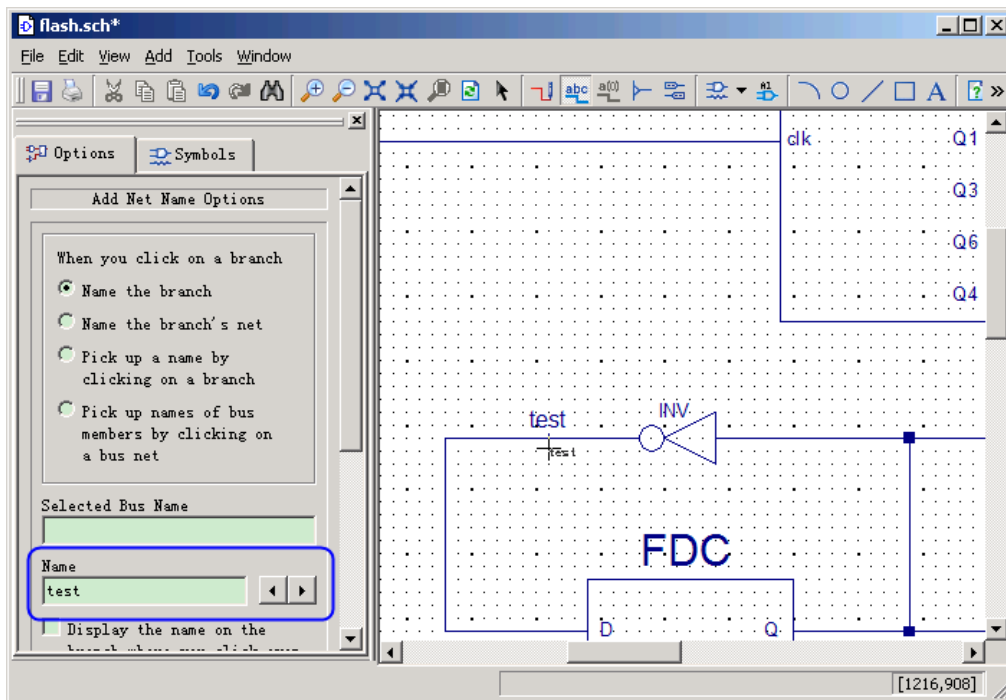 flash.sch*
File Edit View Add Tools Window
abc a(0) A ?
Options Symbols
Add Net Name Options
When you click on a branch
Name the branch
Name the branch's net
Pick up a name by
clicking on a branch
Pick up names of bus
members by clicking on
a bus net
Selected Bus Name
Name
test
Display the name on the
clk Q1
Q3
Q6
Q4
test INV
test
FDC
D Q
[1216,908]